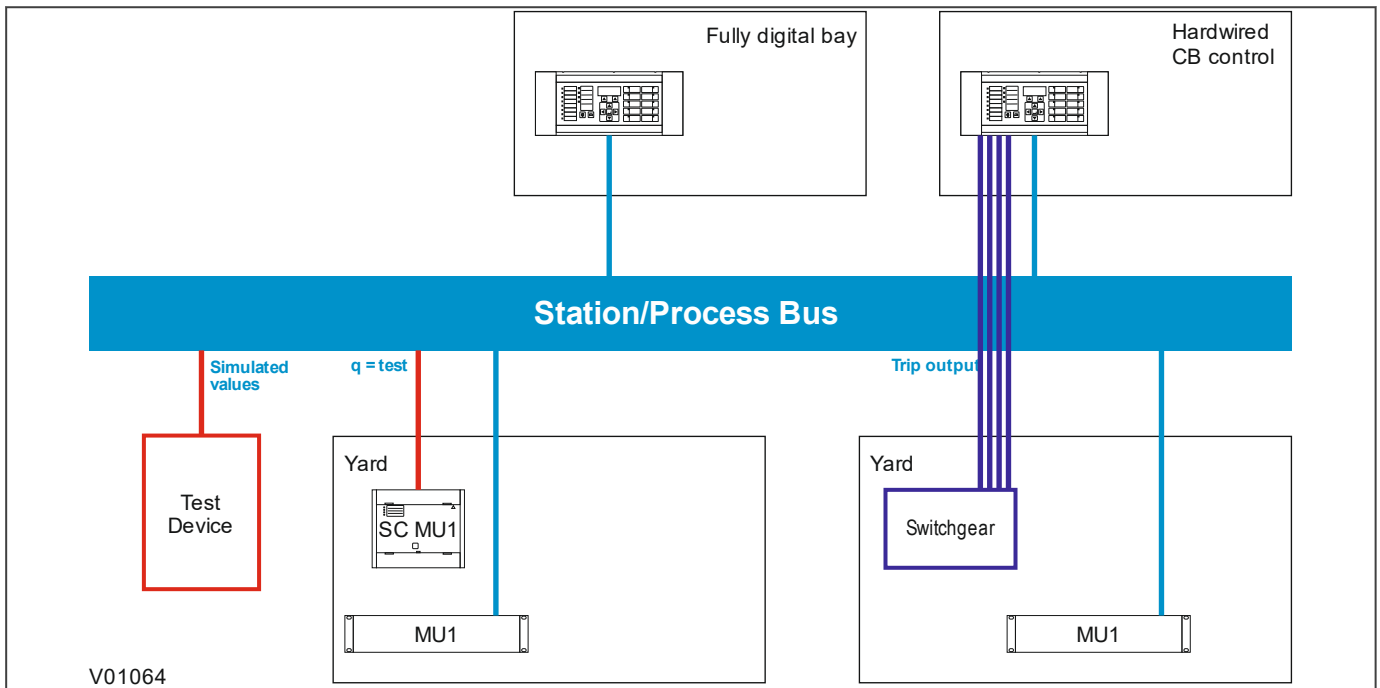 Fully digital bay
Hardwired
CB control
Station/Process Bus
Simulated
values
q = test
Trip output
Test
Device
Yard
SC MU1
MU1
Yard
Switchgear
MU1
V01064